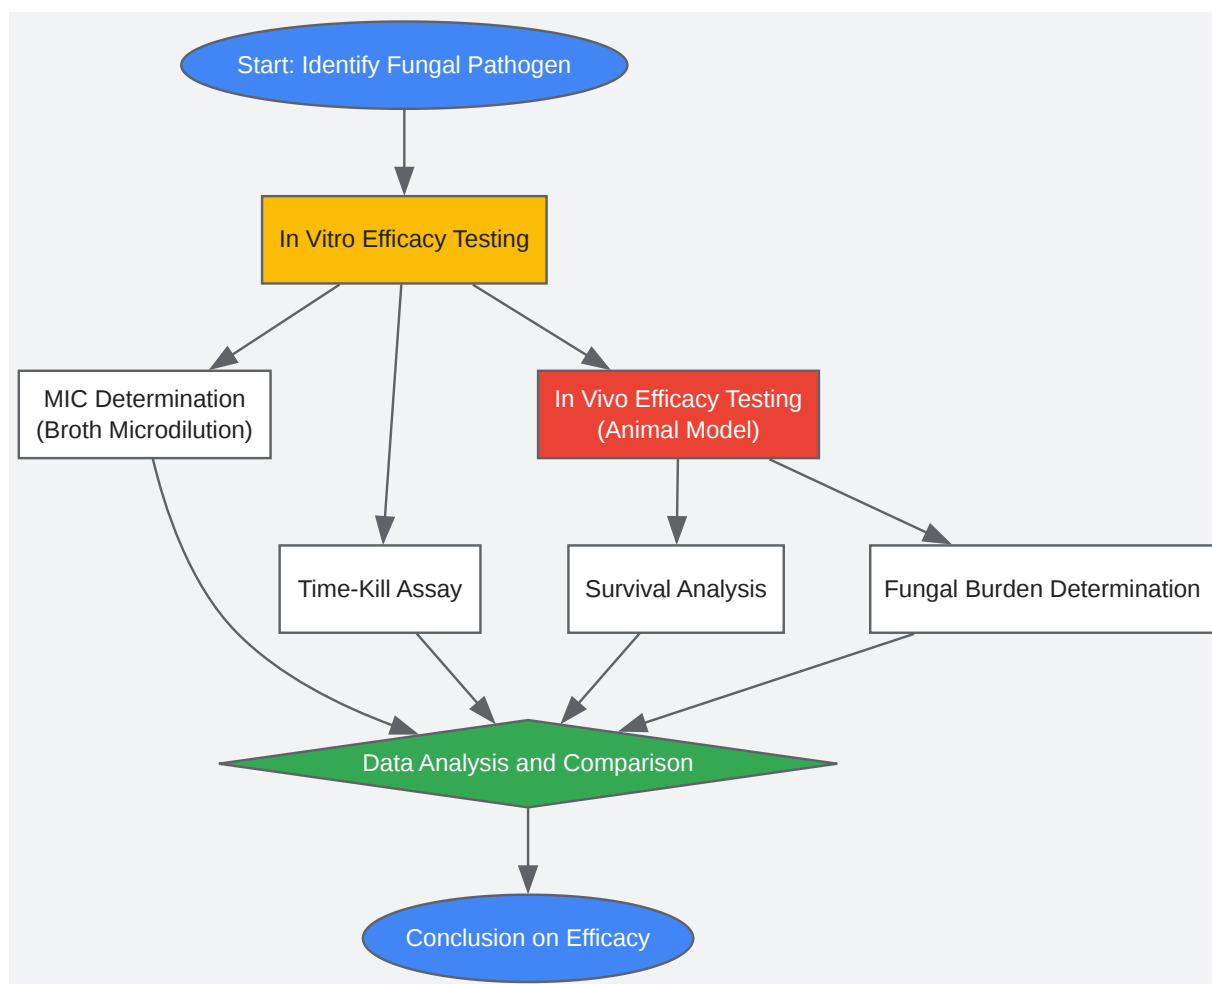 Start: Identify Fungal Pathogen
In Vitro Efficacy Testing
MIC Determination
(Broth Microdilution)
In Vivo Efficacy Testing
(Animal Model)
Time-Kill Assay
Survival Analysis
Fungal Burden Determination
Data Analysis and Comparison
Conclusion on Efficacy